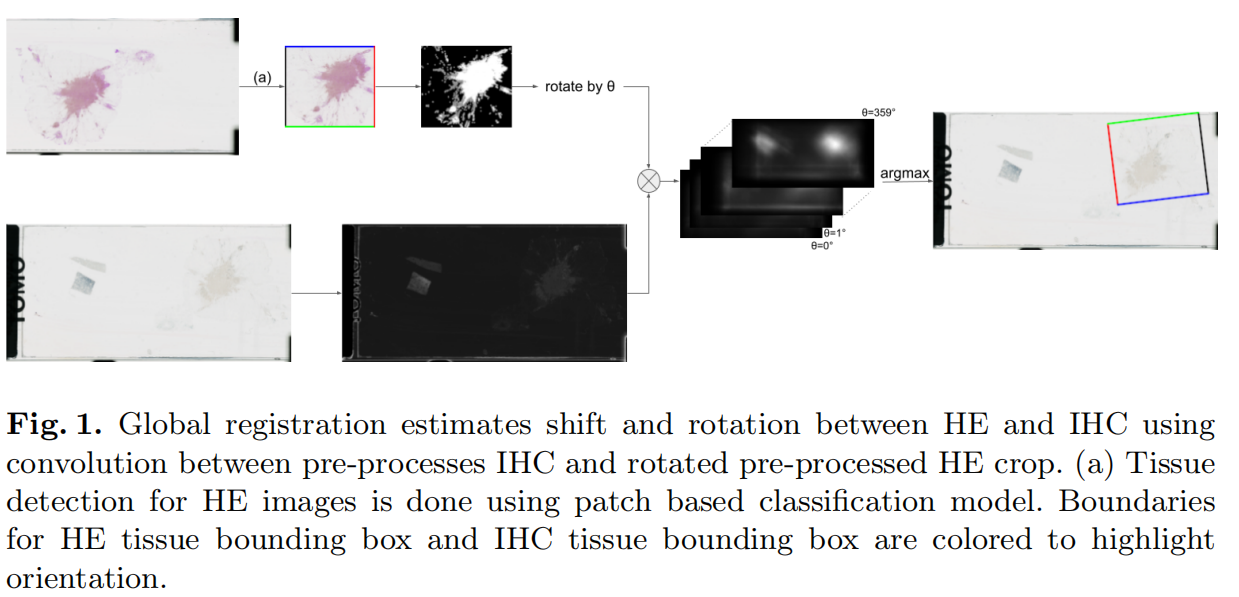 (a)
rotate by θ
θ=359°
argmax
θ=1°
θ=0°
Fig. 1. Global registration estimates shift and rotation between HE and IHC using
convolution between pre-processes IHC and rotated pre-processed HE crop. (a) Tissue
detection for HE images is done using patch based classification model. Boundaries
for HE tissue bounding box and IHC tissue bounding box are colored to highlight
orientation.